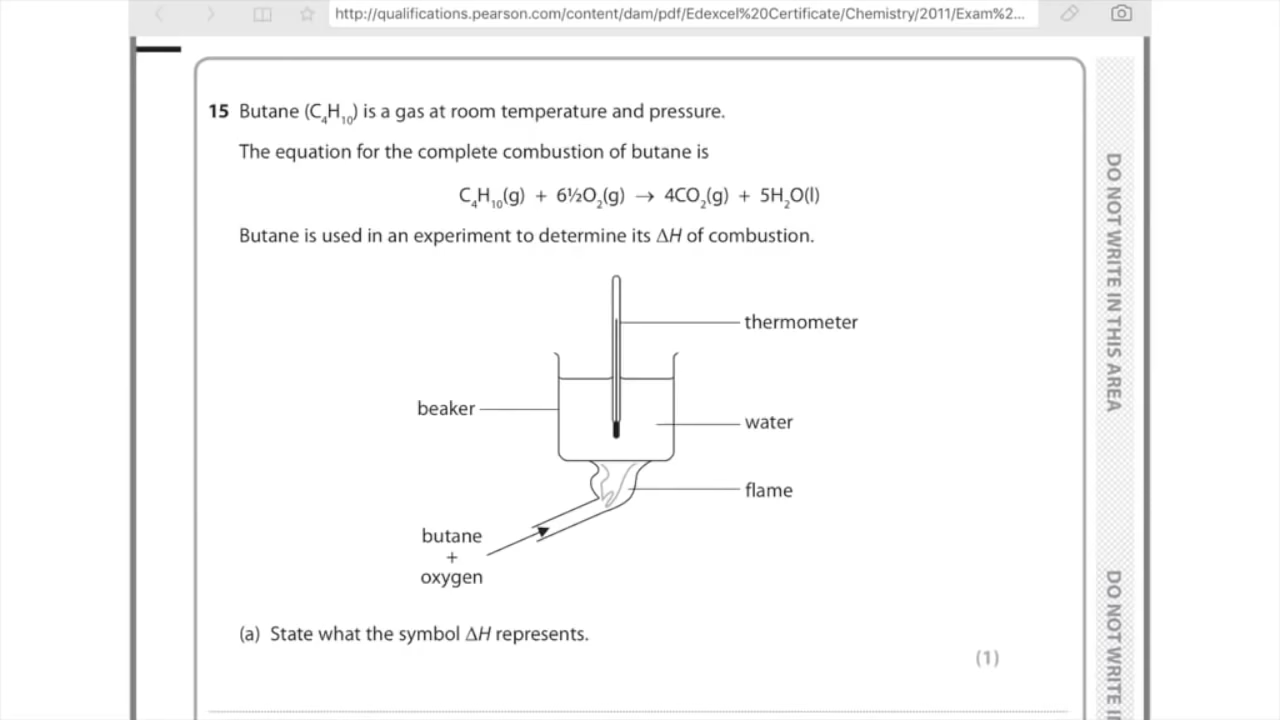 http://qualifications.pearson.com/content/dam/pdf/Edexcel%20Certificate/Chemistry/2011/Exam%2...
15 Butane (C₄H₁₀) is a gas at room temperature and pressure.
The equation for the complete combustion of butane is
C₄H₁₀(g) + 6½O₂(g) → 4CO₂(g) + 5H₂O(l)
Butane is used in an experiment to determine its ΔH of combustion.
thermometer
beaker
water
flame
butane
+
oxygen
(a) State what the symbol ΔH represents.
(1)
DO NOT WRITE IN THIS AREA
DO NOT WRITE I